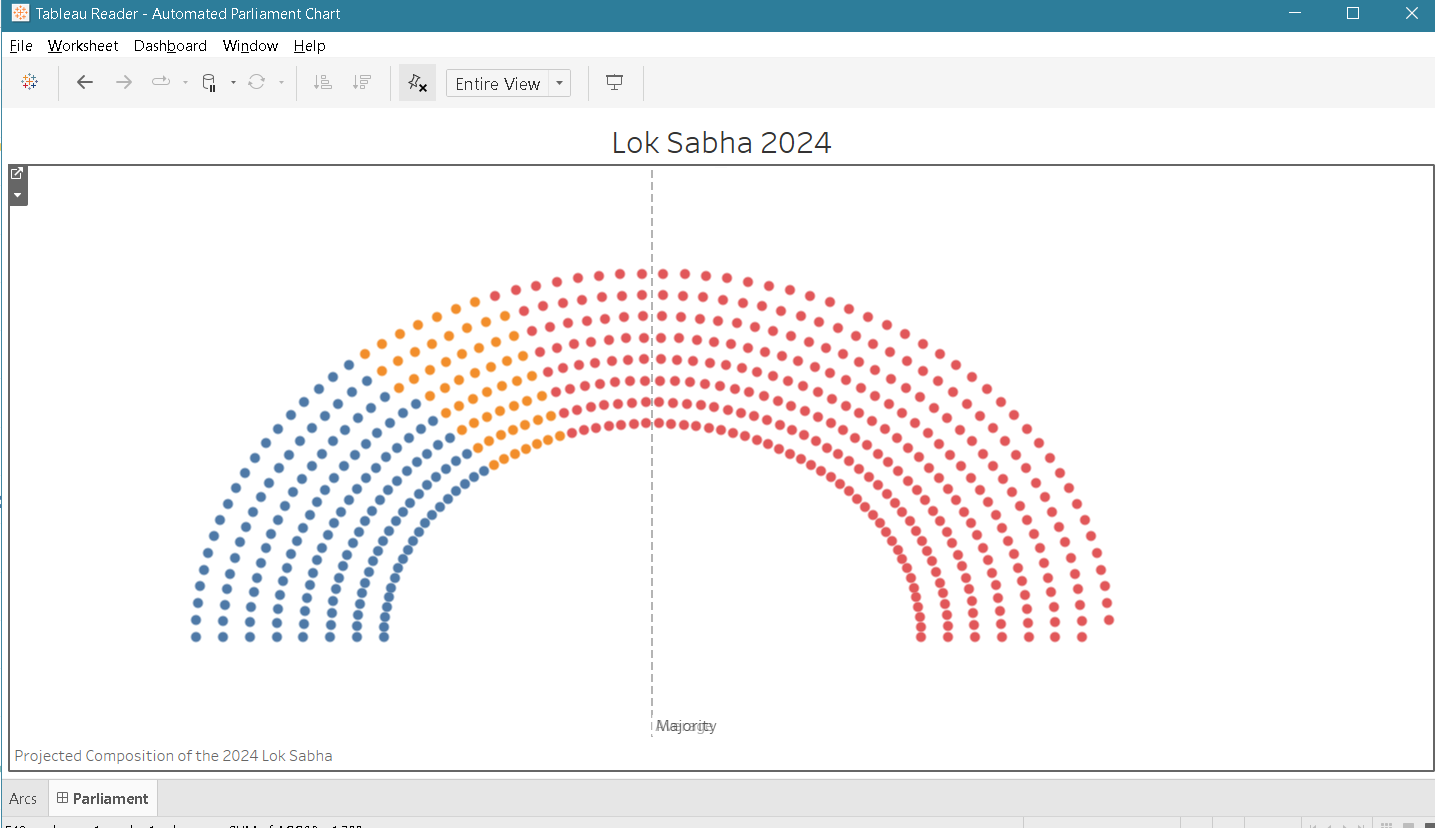 Tableau Reader - Automated Parliament Chart
File Worksheet Dashboard Window Help
Entire View
Lok Sabha 2024
Majority
Projected Composition of the 2024 Lok Sabha
Arcs Parliament